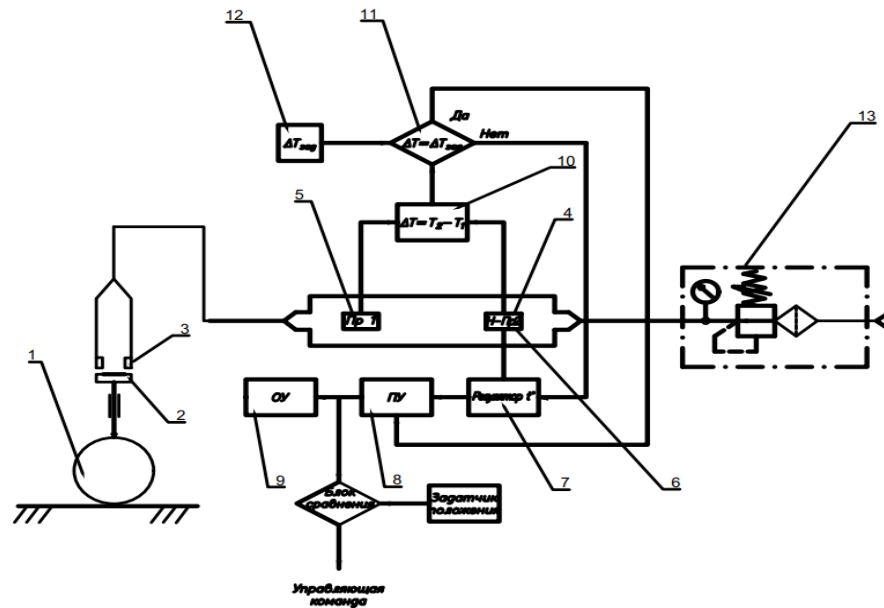 12
11
Да
ΔTзад
ΔT=ΔTзад
Нет
13
10
5
ΔT=T₂−T₁
4
3
Пр 1
Н-Пр2
2
ОУ
ПУ
Регулятор t°
1
9
8
7
6
Блок
сравнения
Задатчик
положения
Управляющая
команда